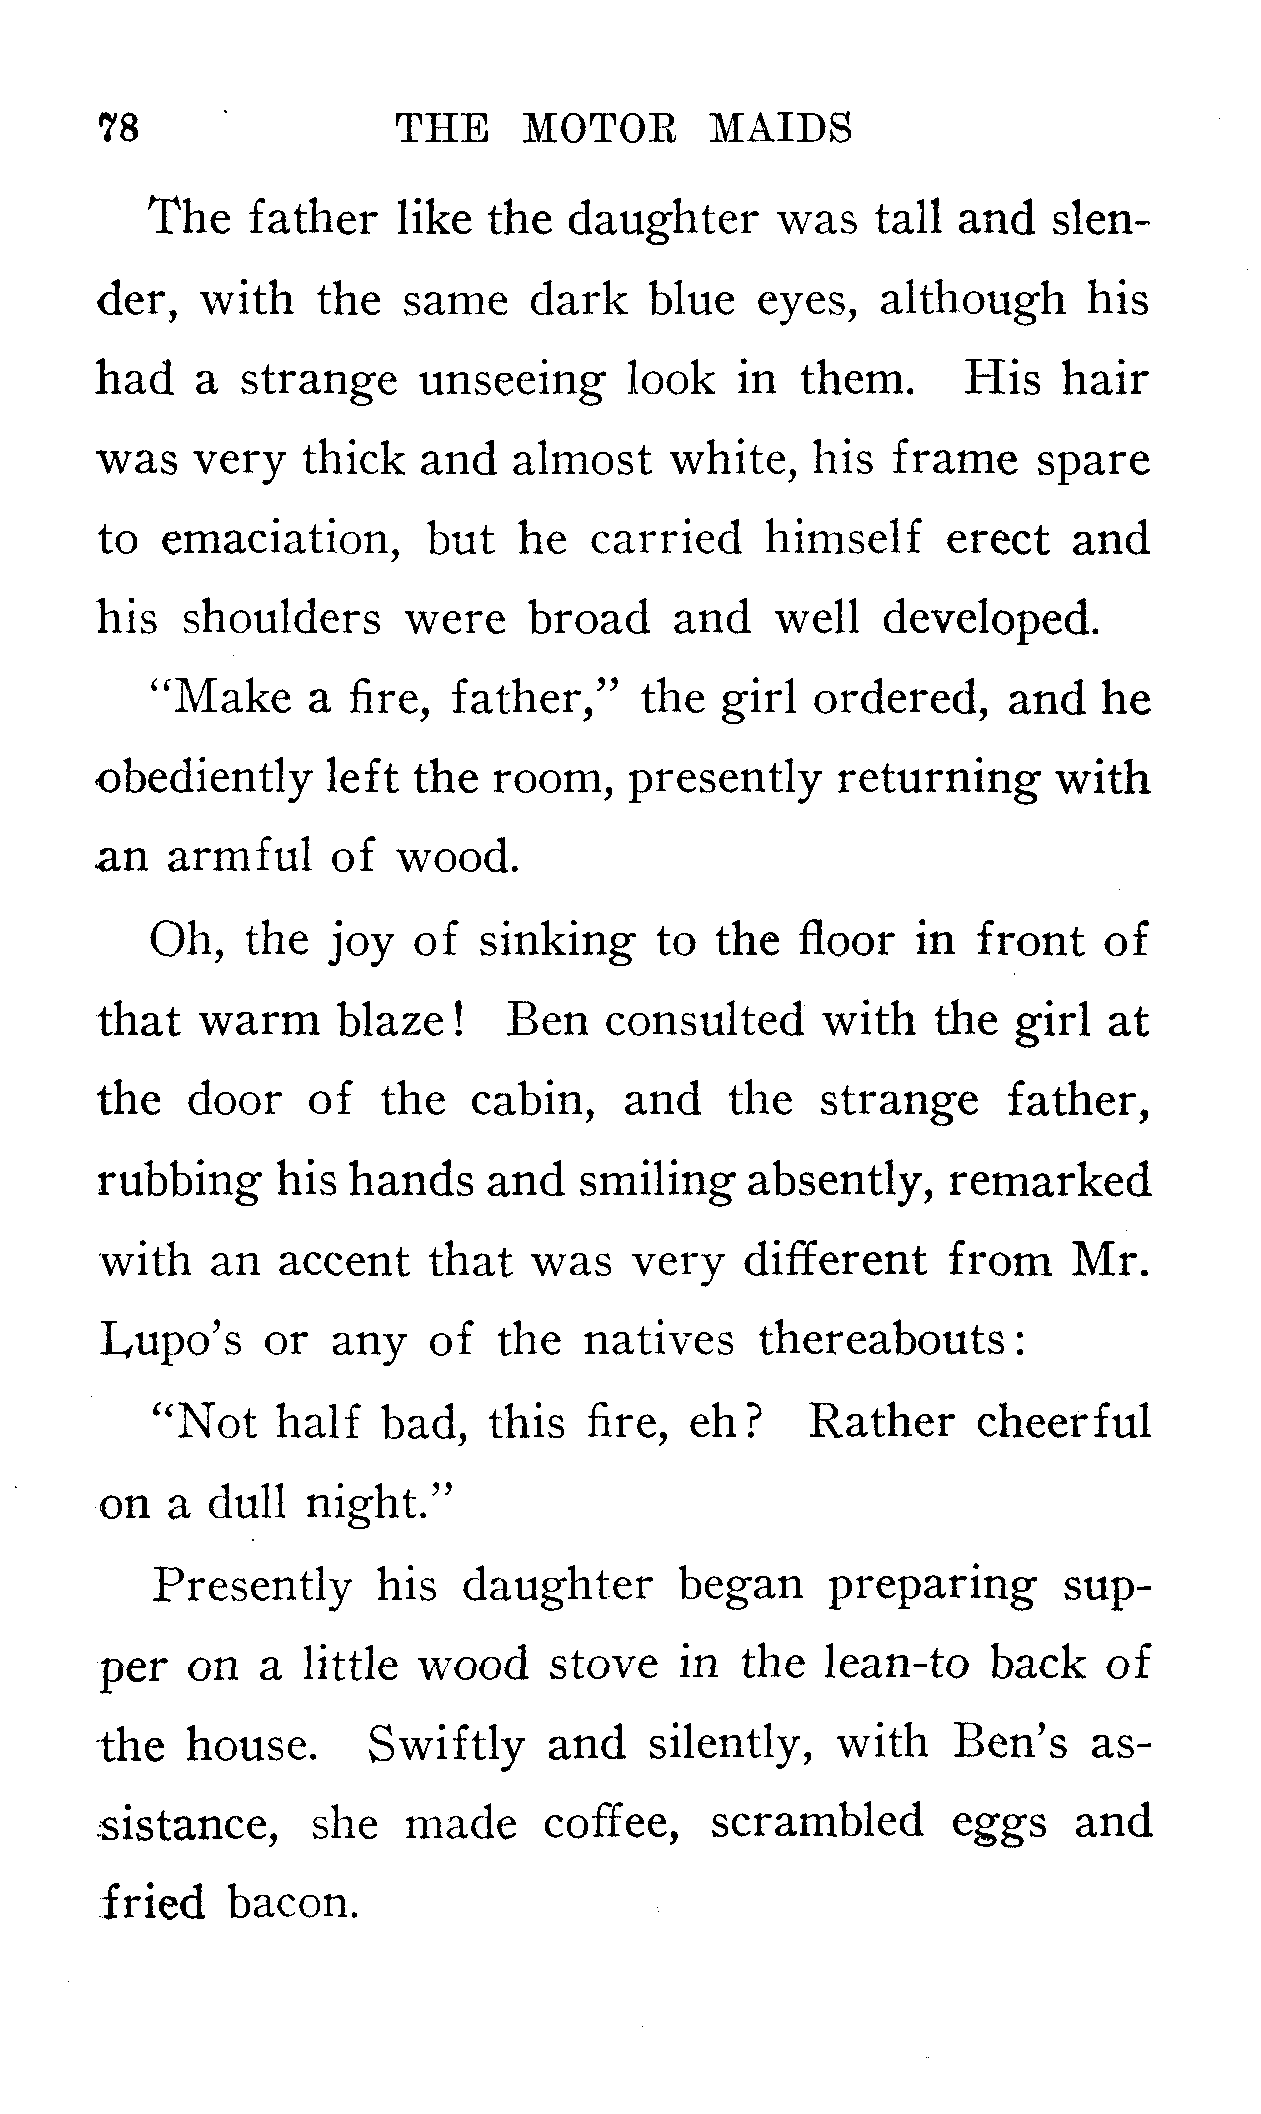 78 THE MOTOR MAIDS
The father like the daughter was tall and slen-
der, with the same dark blue eyes, although his
had a strange unseeing look in them. His hair
was very thick and almost white, his frame spare
to emaciation, but he carried himself erect and
his shoulders were broad and well developed.
"Make a fire, father," the girl ordered, and he
obediently left the room, presently returning with
an armful of wood.
Oh, the joy of sinking to the floor in front of
that warm blaze! Ben consulted with the girl at
the door of the cabin, and the strange father,
rubbing his hands and smiling absently, remarked
with an accent that was very different from Mr.
Lupo's or any of the natives thereabouts:
"Not half bad, this fire, eh? Rather cheerful
on a dull night."
Presently his daughter began preparing sup-
per on a little wood stove in the lean-to back of
the house. Swiftly and silently, with Ben's as-
sistance, she made coffee, scrambled eggs and
fried bacon.